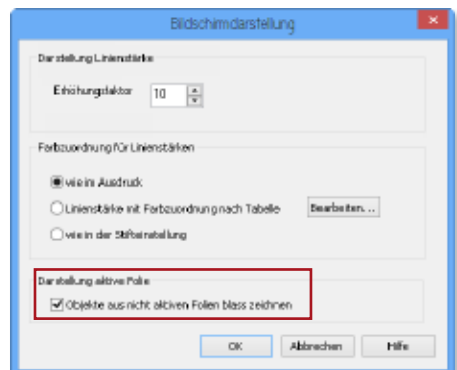 Bildschirmdarstellung
Darstellung Linienstärke
Erhöhungsfaktor 10
Farbzuordnung für Linienstärken
wie im Ausdruck
Linienstärke mit Farbzuordnung nach Tabelle Bearbeiten...
wie in der Stifteinstellung
Darstellung aktive Folie
Objekte aus nicht aktiven Folien blass zeichnen
OK Abbrechen Hilfe